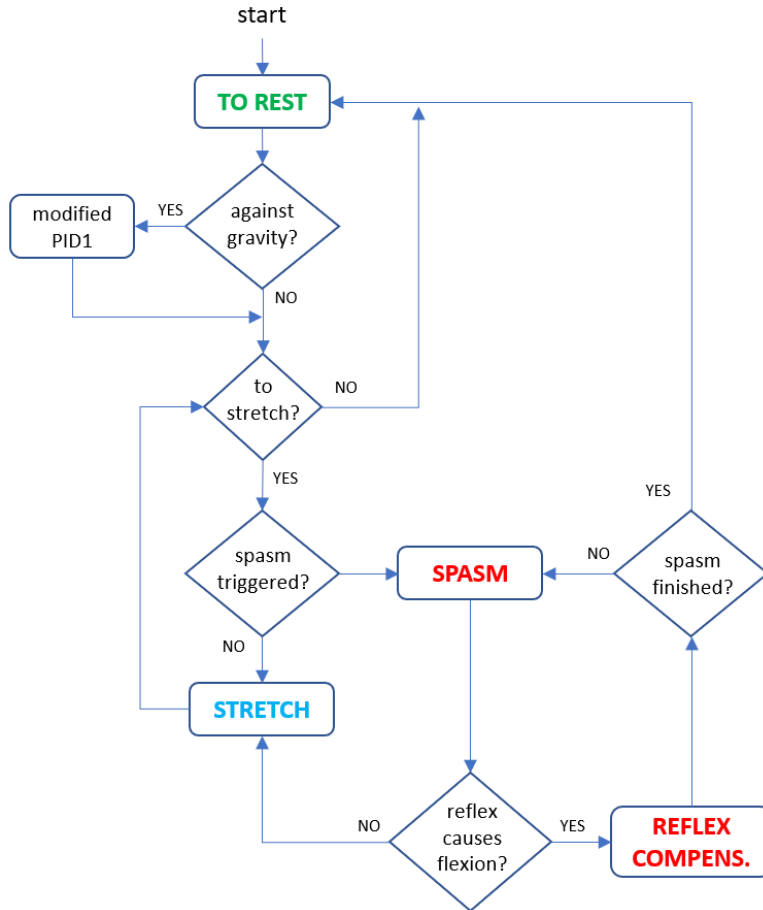 start
TO REST
against
gravity?
YES
modified
PID1
NO
to
stretch?
NO
YES
spasm
triggered?
SPASM
NO
YES
spasm
finished?
NO
STRETCH
reflex
causes
flexion?
NO
YES
REFLEX
COMPENS.